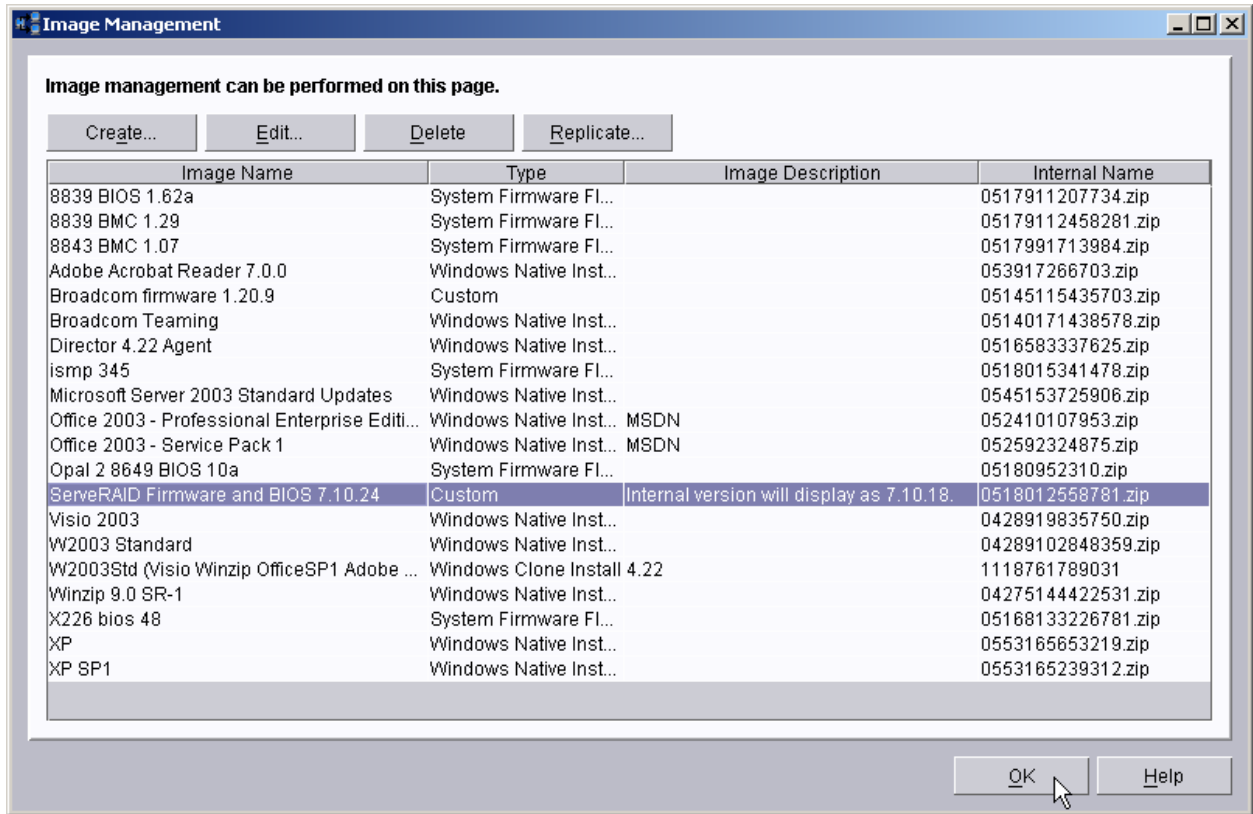 Image Management
Image management can be performed on this page.
Create... Edit... Delete Replicate...
Image Name Type Image Description Internal Name
8839 BIOS 1.62a System Firmware Fl... 0517911207734.zip
8839 BMC 1.29 System Firmware Fl... 05179112458281.zip
8843 BMC 1.07 System Firmware Fl... 0517991713984.zip
Adobe Acrobat Reader 7.0.0 Windows Native Inst... 053917266703.zip
Broadcom firmware 1.20.9 Custom 05145115435703.zip
Broadcom Teaming Windows Native Inst... 05140171438578.zip
Director 4.22 Agent Windows Native Inst... 0516583337625.zip
ismp 345 System Firmware Fl... 0518015341478.zip
Microsoft Server 2003 Standard Updates Windows Native Inst... 0545153725906.zip
Office 2003 - Professional Enterprise Editi... Windows Native Inst... MSDN 052410107953.zip
Office 2003 - Service Pack 1 Windows Native Inst... MSDN 052592324875.zip
Opal 2 8649 BIOS 10a System Firmware Fl... 05180952310.zip
ServeRAID Firmware and BIOS 7.10.24 Custom Internal version will display as 7.10.18. 0518012558781.zip
Visio 2003 Windows Native Inst... 0428919835750.zip
W2003 Standard Windows Native Inst... 04289102848359.zip
W2003Std (Visio Winzip OfficeSP1 Adobe ... Windows Clone Install 4.22 1118761789031
Winzip 9.0 SR-1 Windows Native Inst... 04275144422531.zip
X226 bios 48 System Firmware Fl... 05168133226781.zip
XP Windows Native Inst... 0553165653219.zip
XP SP1 Windows Native Inst... 0553165239312.zip
OK Help